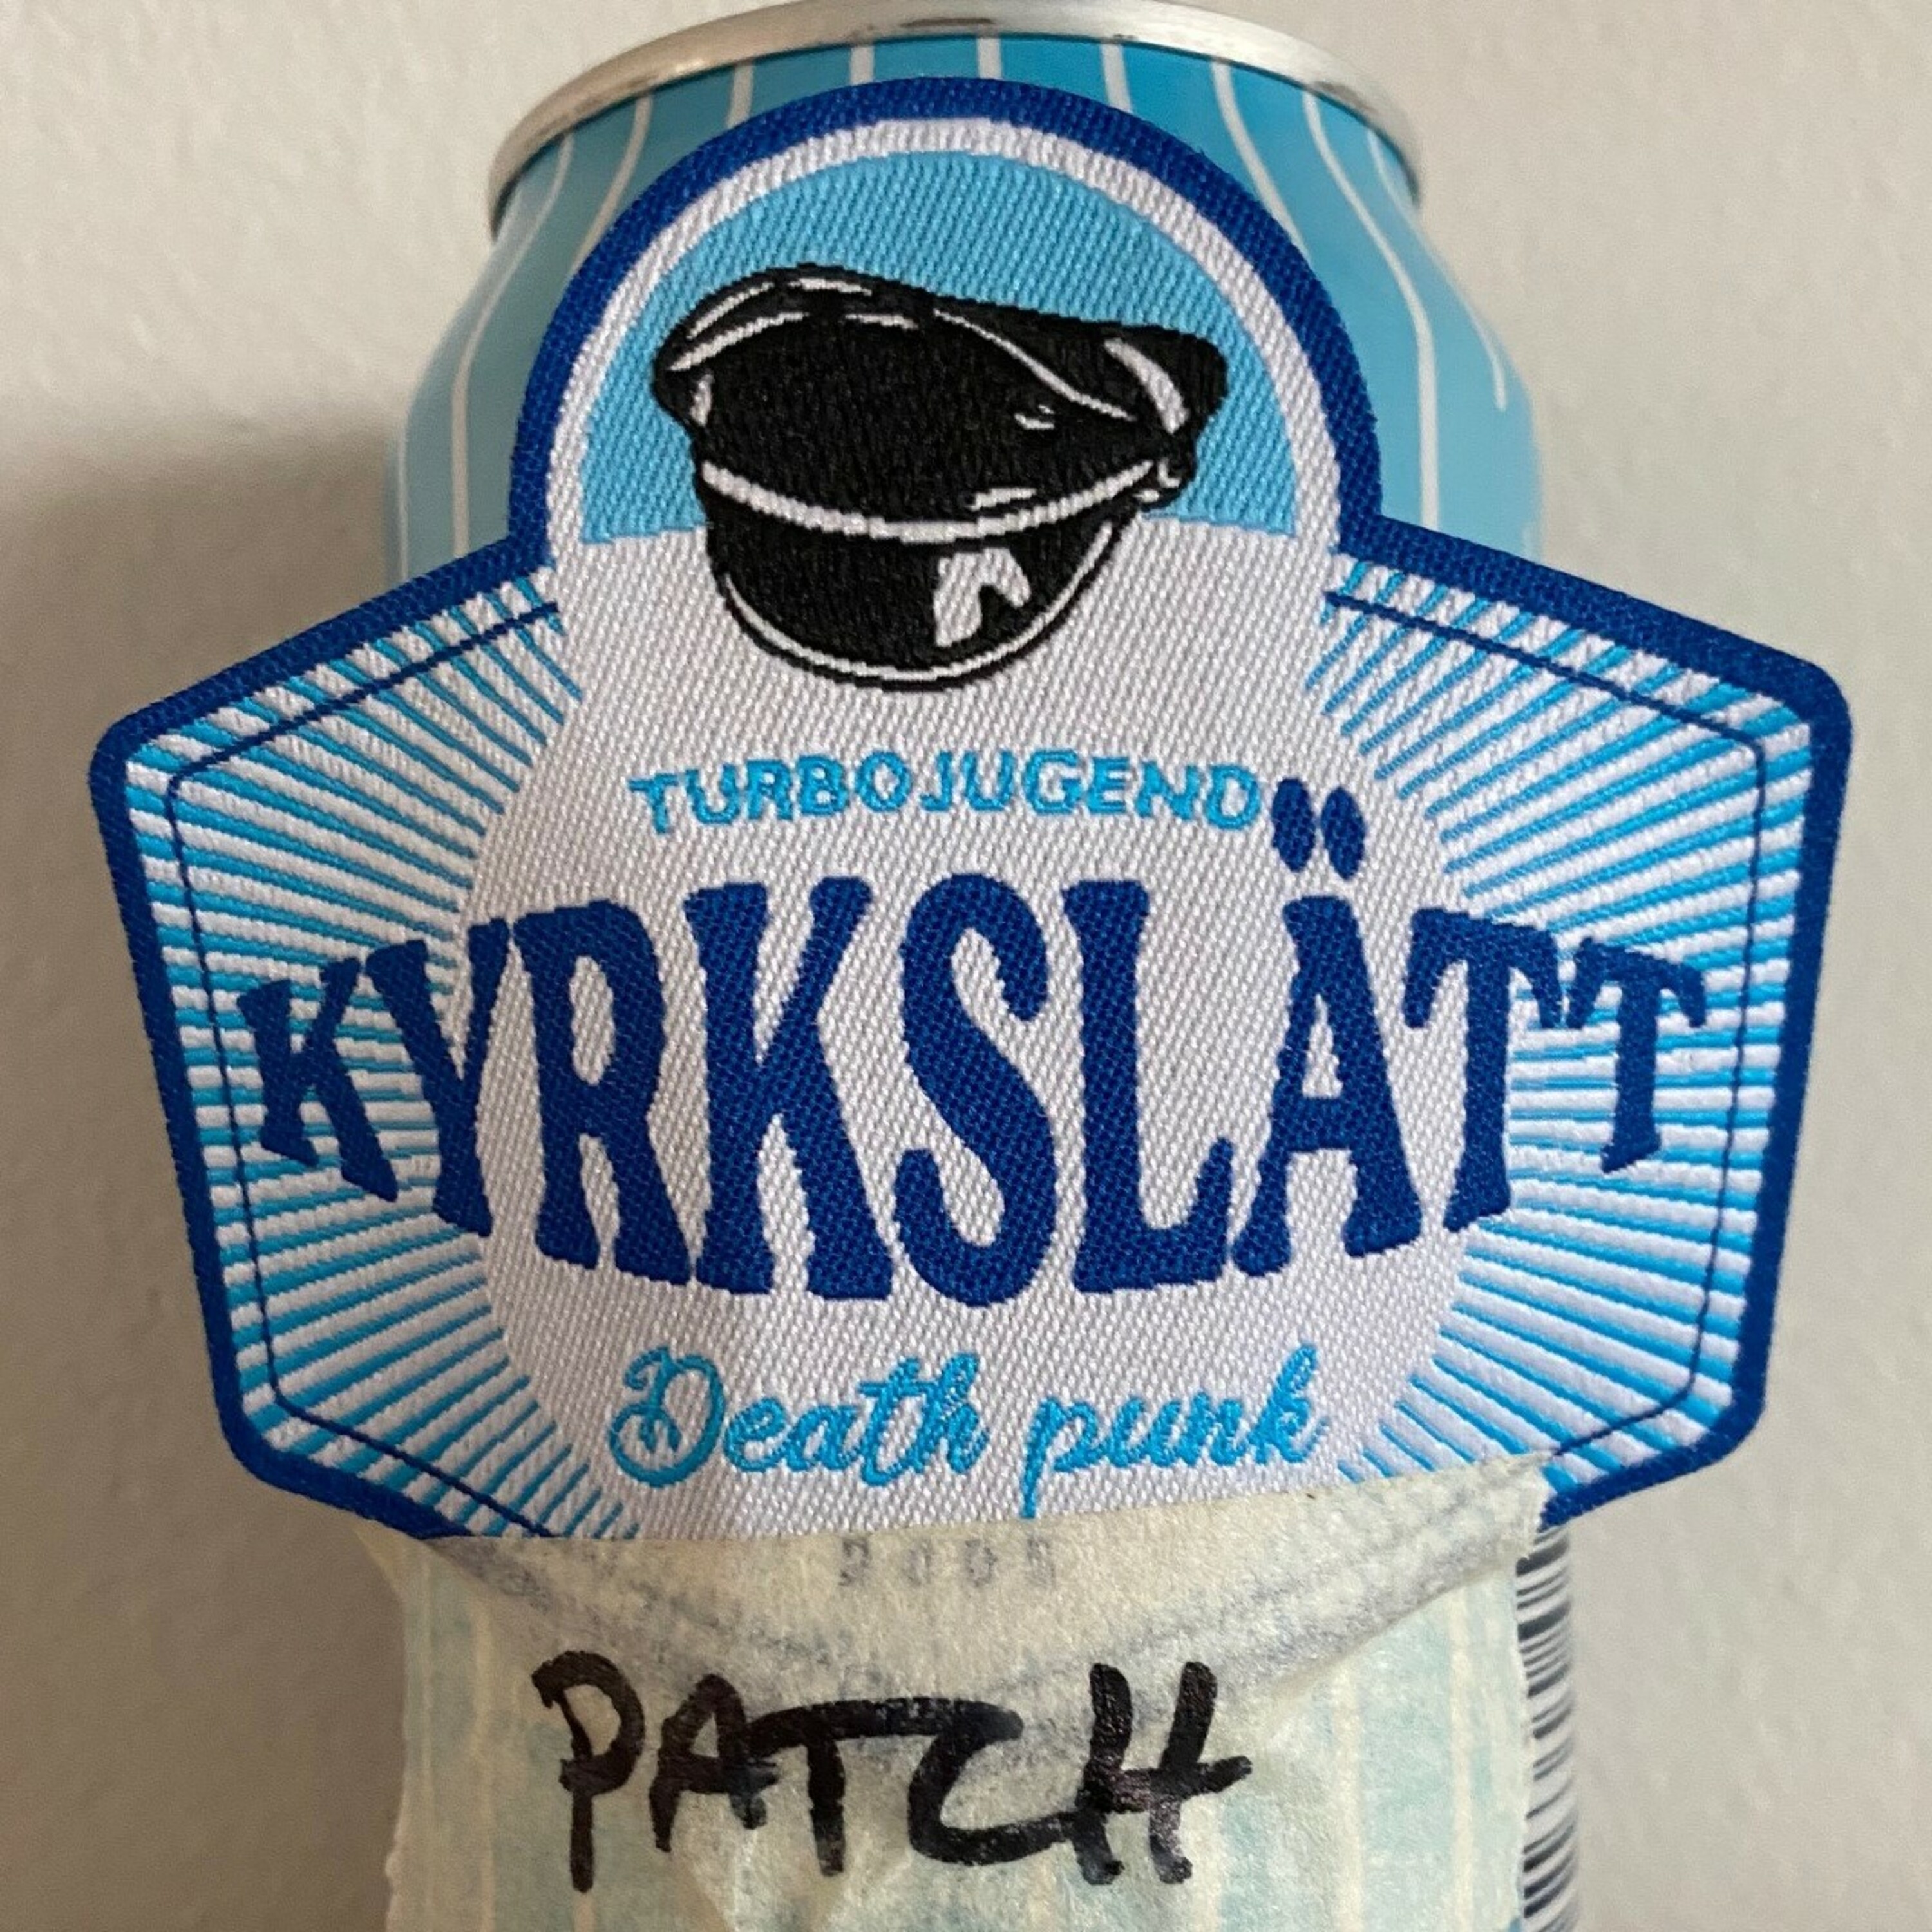 TURBOJUGEND
KYRKSLÄTT
Death punk
PATCH